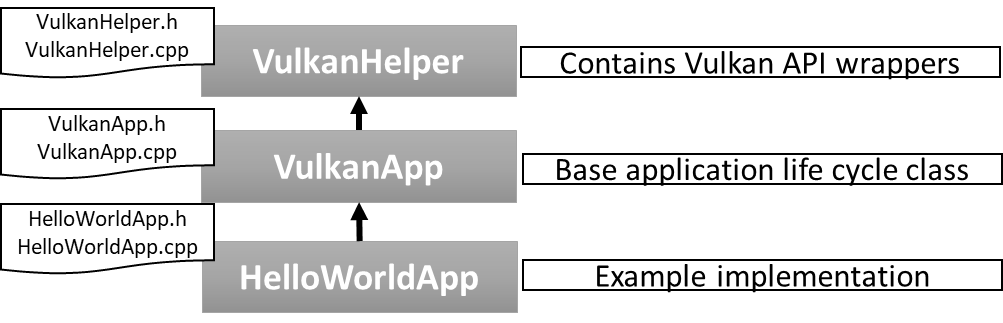 VulkanHelper.h
VulkanHelper.cpp
VulkanHelper
Contains Vulkan API wrappers
VulkanApp.h
VulkanApp.cpp
VulkanApp
Base application life cycle class
HelloWorldApp.h
HelloWorldApp.cpp
HelloWorldApp
Example implementation